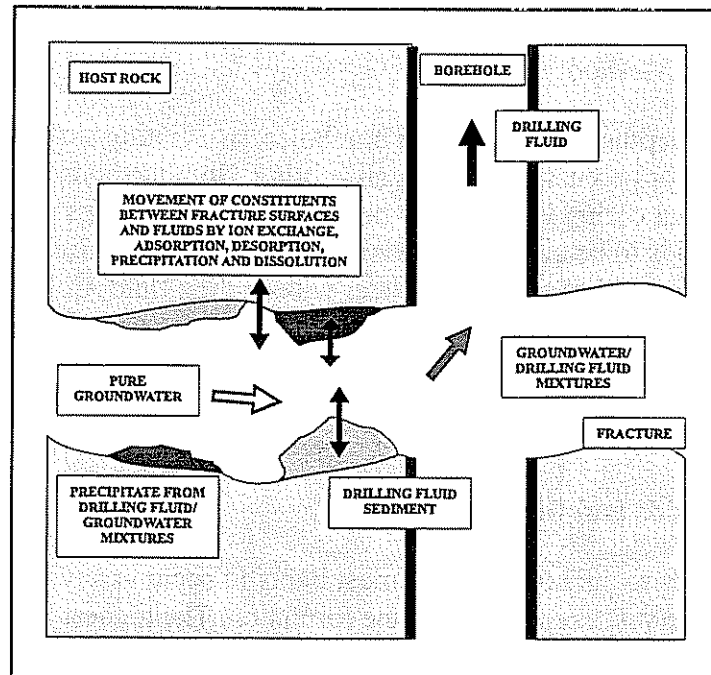 HOST ROCK
BOREHOLE
DRILLING
FLUID
MOVEMENT OF CONSTITUENTS
BETWEEN FRACTURE SURFACES
AND FLUIDS BY ION EXCHANGE,
ADSORPTION, DESORPTION,
PRECIPITATION AND DISSOLUTION
PURE
GROUNDWATER
GROUNDWATER/
DRILLING FLUID
MIXTURES
FRACTURE
PRECIPITATE FROM
DRILLING FLUID/
GROUNDWATER
MIXTURES
DRILLING FLUID
SEDIMENT